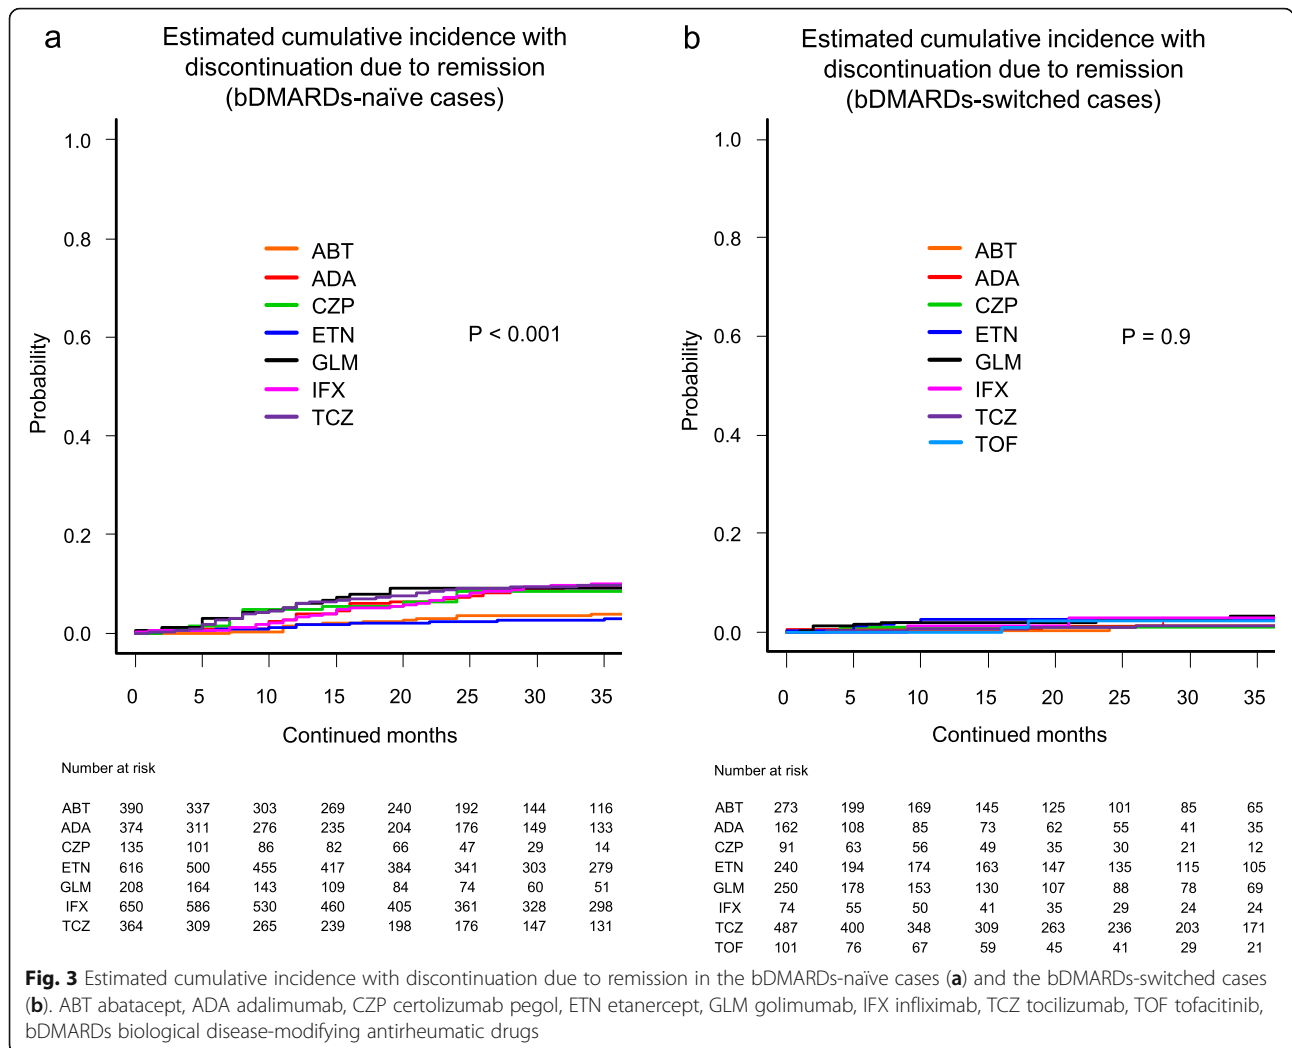 a
Estimated cumulative incidence with
discontinuation due to remission
(bDMARDs-naïve cases)
1.0
0.8
0.6
0.4
0.2
0.0
Probability
ABT
ADA
CZP
ETN
GLM
IFX
TCZ
P < 0.001
0 5 10 15 20 25 30 35
Continued months
Number at risk
ABT 390 337 303 269 240 192 144 116
ADA 374 311 276 235 204 176 149 133
CZP 135 101 86 82 66 47 29 14
ETN 616 500 455 417 384 341 303 279
GLM 208 164 143 109 84 74 60 51
IFX 650 586 530 460 405 361 328 298
TCZ 364 309 265 239 198 176 147 131
b
Estimated cumulative incidence with
discontinuation due to remission
(bDMARDs-switched cases)
1.0
0.8
0.6
0.4
0.2
0.0
Probability
ABT
ADA
CZP
ETN
GLM
IFX
TCZ
TOF
P = 0.9
0 5 10 15 20 25 30 35
Continued months
Number at risk
ABT 273 199 169 145 125 101 85 65
ADA 162 108 85 73 62 55 41 35
CZP 91 63 56 49 35 30 21 12
ETN 240 194 174 163 147 135 115 105
GLM 250 178 153 130 107 88 78 69
IFX 74 55 50 41 35 29 24 24
TCZ 487 400 348 309 263 236 203 171
TOF 101 76 67 59 45 41 29 21
Fig. 3 Estimated cumulative incidence with discontinuation due to remission in the bDMARDs-naïve cases (a) and the bDMARDs-switched cases
(b). ABT abatacept, ADA adalimumab, CZP certolizumab pegol, ETN etanercept, GLM golimumab, IFX infliximab, TCZ tocilizumab, TOF tofacitinib,
bDMARDs biological disease-modifying antirheumatic drugs